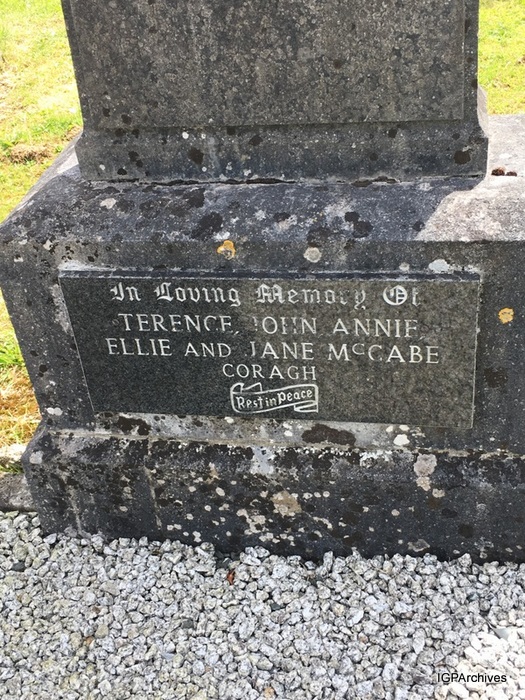 In Loving Memory Of
TERENCE, JOHN ANNIE
ELLIE AND JANE McCABE
CORAGH
Rest in Peace
IGPArchives